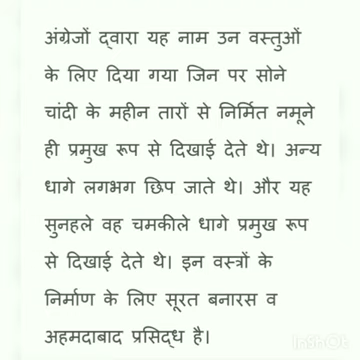 अंग्रेजों द्वारा यह नाम उन वस्तुओं
के लिए दिया गया जिन पर सोने
चांदी के महीन तारों से निर्मित नमूने
ही प्रमुख रूप से दिखाई देते थे। अन्य
धागे लगभग छिप जाते थे। और यह
सुनहले वह चमकीले धागे प्रमुख रूप
से दिखाई देते थे। इन वस्त्रों के
निर्माण के लिए सूरत बनारस व
अहमदाबाद प्रसिद्ध है।